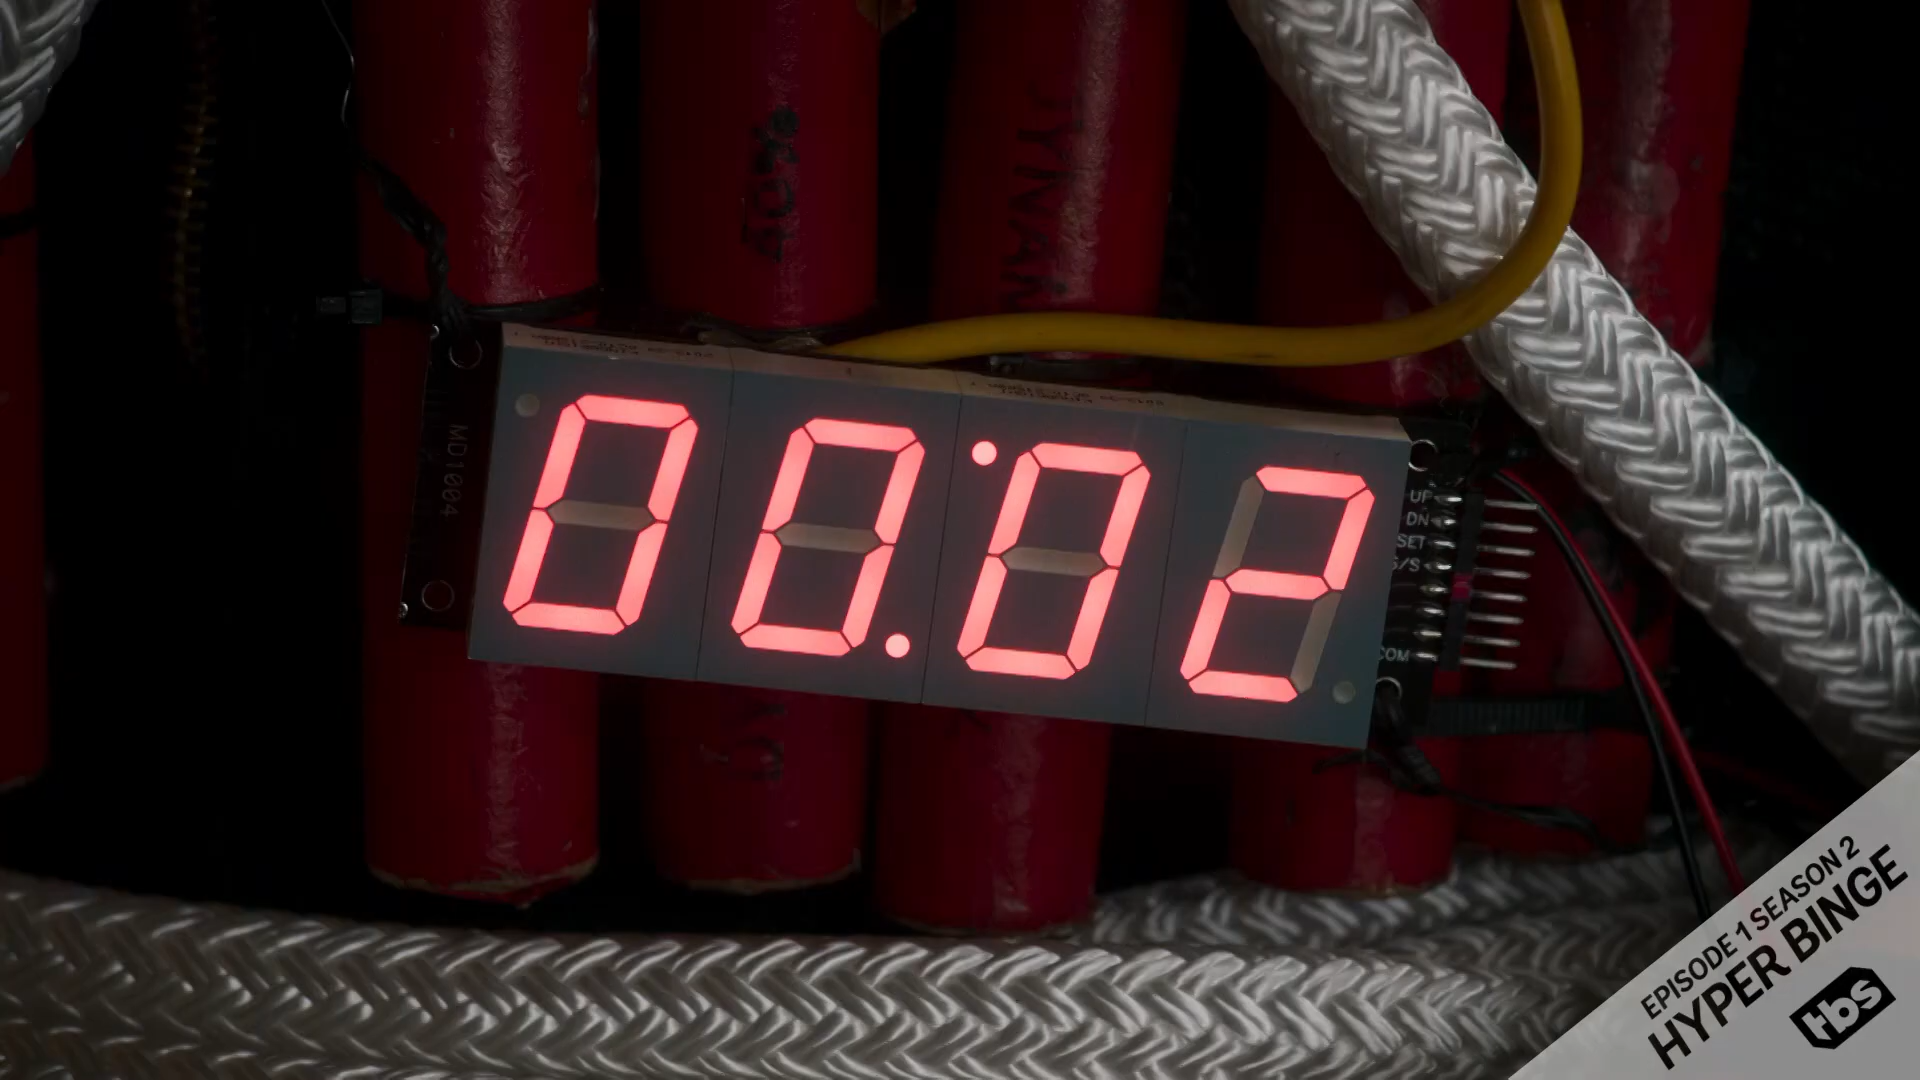 MD1004
00:02
UP
DN
SET
S/S
COM
EPISODE 1 SEASON 2
HYPER BINGE
tbs